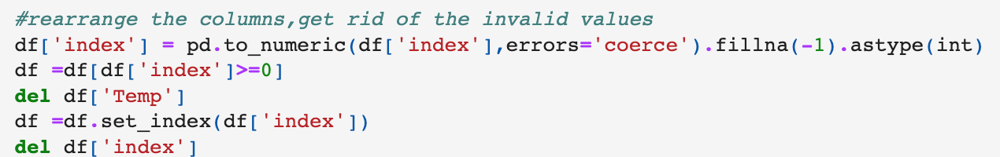 #rearrange the columns,get rid of the invalid values
df['index'] = pd.to_numeric(df['index'],errors='coerce').fillna(-1).astype(int)
df =df[df['index']>=0]
del df['Temp']
df =df.set_index(df['index'])
del df['index']